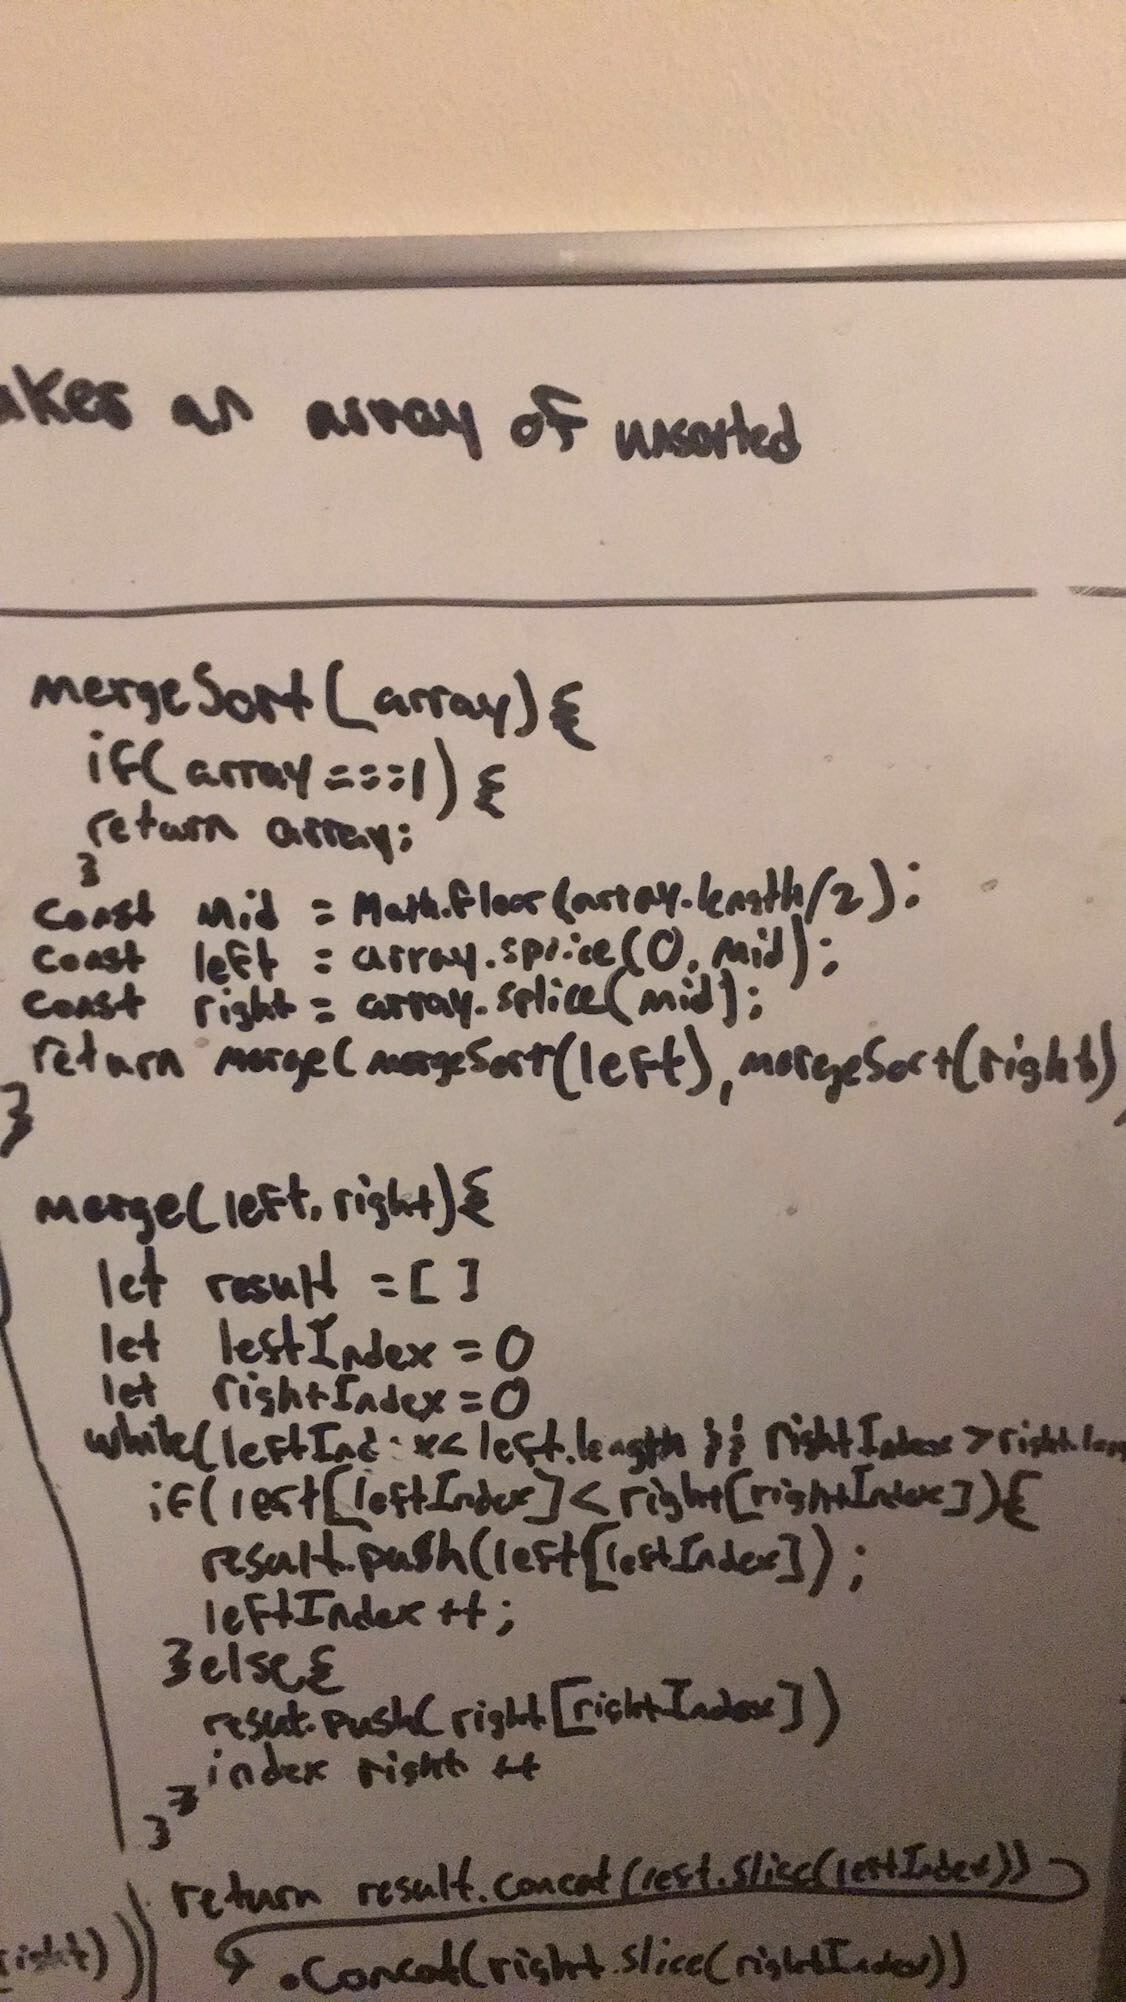 akes an array of unsorted
mergeSort(array){
if(array===1){
return array;
}
const mid = Math.floor(array.length/2);
const left = array.splice(0, mid);
const right = array.splice(mid);
return merge(mergeSort(left), mergeSort(right)
}
merge(left, right){
let result = [ ]
let leftIndex = 0
let rightIndex = 0
while(leftIndex < left.length && rightIndex > right.len
if(left[leftIndex] < right[rightIndex]){
result.push(left[leftIndex]);
leftIndex ++;
}else{
resut.push(right[rightIndex])
index right ++
}
}
return result.concat(left.slice(leftIndex))
.concat(right.slice(rightIndex))
right))